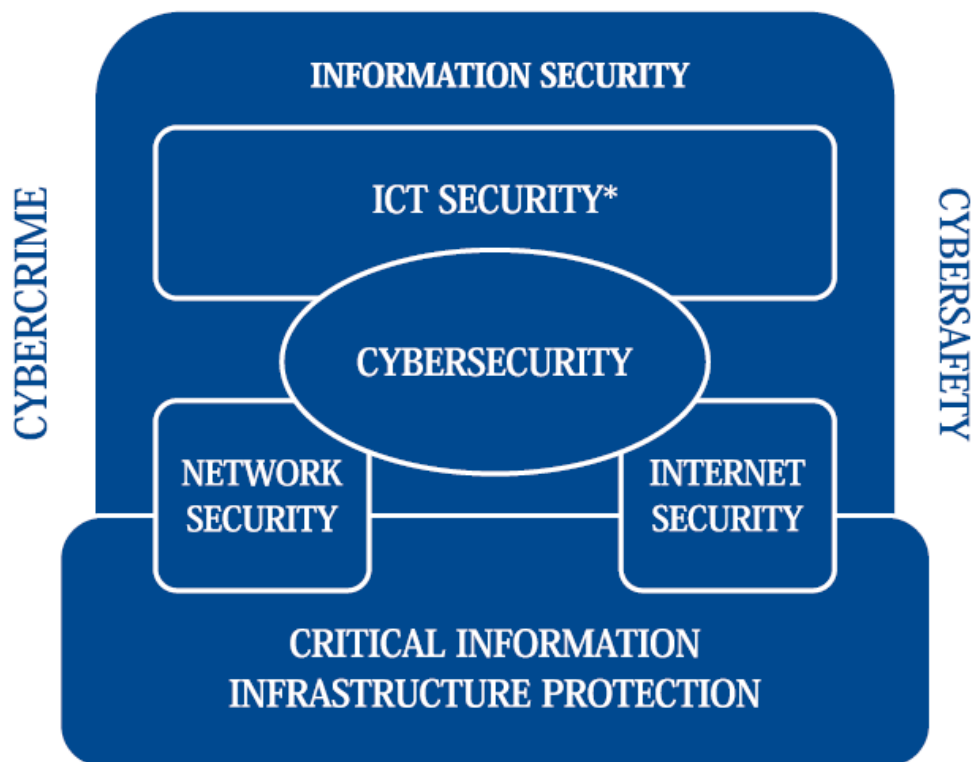 INFORMATION SECURITY
ICT SECURITY*
CYBERCRIME
CYBERSAFETY
CYBERSECURITY
NETWORK
SECURITY
INTERNET
SECURITY
CRITICAL INFORMATION
INFRASTRUCTURE PROTECTION